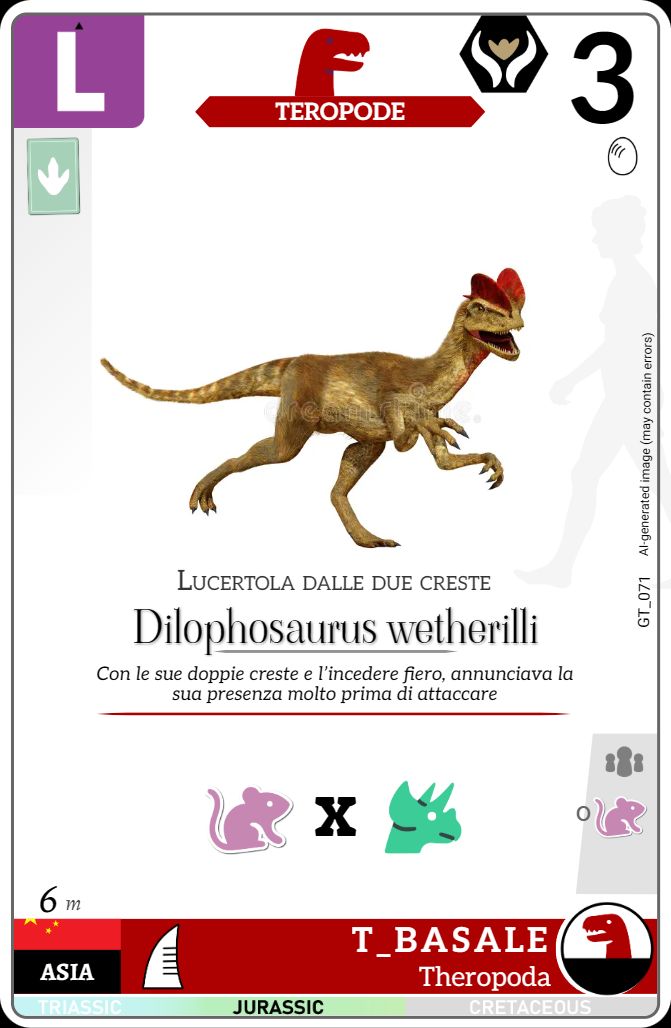 L
TEROPODE
3
dreamstime.
AI-generated image (may contain errors)
GT_071
Lucertola dalle due creste
Dilophosaurus wetherilli
Con le sue doppie creste e l'incedere fiero, annunciava la
sua presenza molto prima di attaccare
x
o
6 m
ASIA
T_BASALE
Theropoda
TRIASSIC
JURASSIC
CRETACEOUS